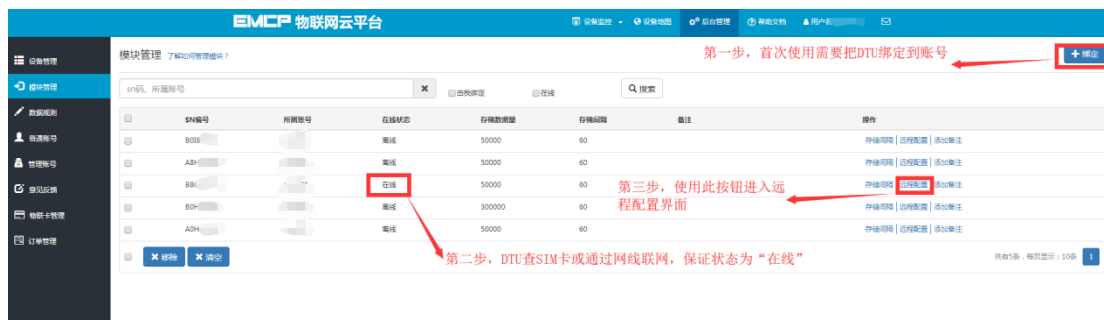 EMCP 物联网云平台
设备监控 设备地图 后台管理 帮助文档 用户名
设备管理
模块管理
数据规则
普通账号
管理账号
意见反馈
物联卡管理
订单管理
模块管理 了解如何管理模块？
第一步，首次使用需要把DTU绑定到账号
+ 绑定
sn码、所属账号 × 由我绑定 在线 搜索
SN编号 所属账号 在线状态 存储数据量 存储间隔 备注 操作
离线 50000 60 存储间隔 | 远程配置 | 添加备注
离线 50000 60 存储间隔 | 远程配置 | 添加备注
在线 50000 60 存储间隔 | 远程配置 | 添加备注
离线 300000 60 存储间隔 | 远程配置 | 添加备注
离线 50000 60 存储间隔 | 远程配置 | 添加备注
第三步，使用此按钮进入远
程配置界面
× 移除 × 清空
第二步，DTU查SIM卡或通过网线联网，保证状态为“在线”
共有5条，每页显示：10条 1